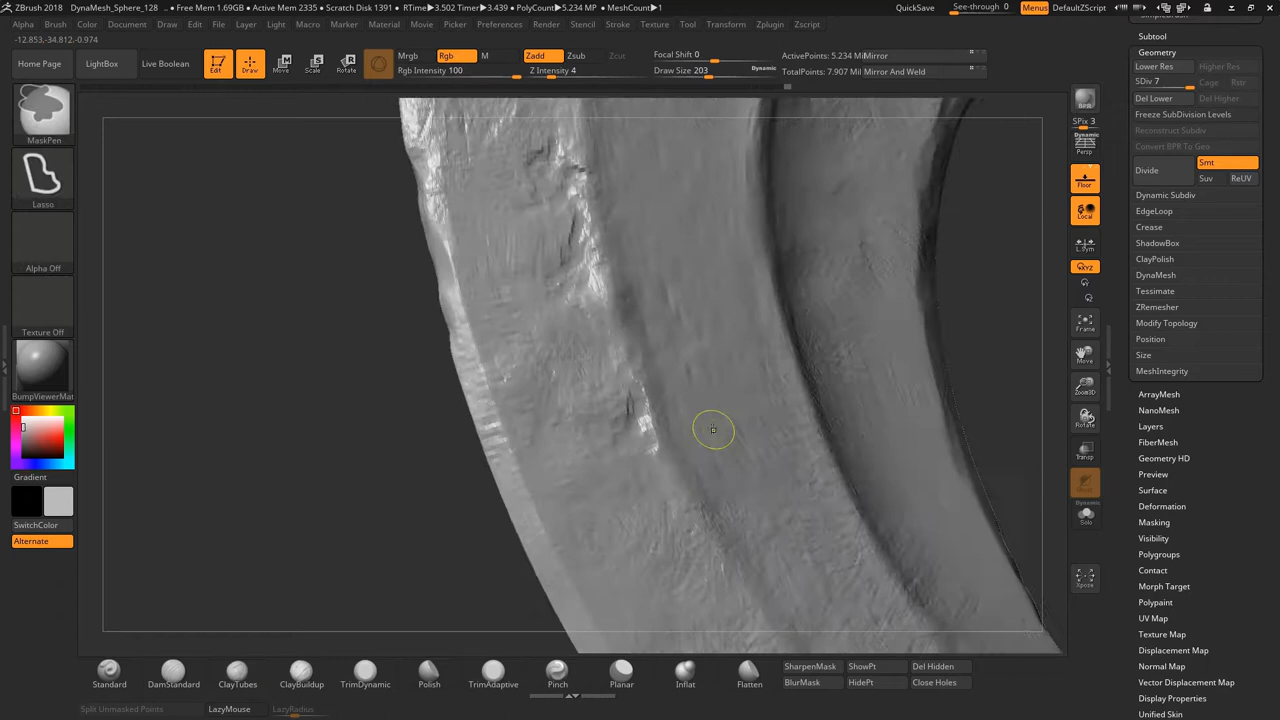 ZBrush 2018 DynaMesh_Sphere_128 .. ● Free Mem 1.69GB ● Active Mem 2335 ● Scratch Disk 1391 ● RTime►3.502 Timer►3.439 ● PolyCount►5.234 MP ● MeshCount►1
QuickSave See-through 0 Menus DefaultZScript
Alpha Brush Color Document Draw Edit File Layer Light Macro Marker Material Movie Picker Preferences Render Stencil Stroke Texture Tool Transform Zplugin Zscript
-12.853,-34.812,-0.974
Home Page LightBox Live Boolean
Edit Draw Move Scale Rotate
Mrgb Rgb M
Rgb Intensity 100
Zadd Zsub Zcut
Z Intensity 4
Focal Shift 0
Draw Size 203 Dynamic
ActivePoints: 5.234 Mil Mirror
TotalPoints: 7.907 Mil Mirror And Weld
MaskPen
Lasso
Alpha Off
Texture Off
BumpViewerMat
Gradient
SwitchColor
Alternate
BPR
SPix 3
Dynamic
Persp
Floor
Local
L.Sym
XYZ
Frame
Move
Zoom3D
Rotate
Transp
Dynamic
Solo
Xpose
Subtool
Geometry
Lower Res Higher Res
SDiv 7 Cage Rstr
Del Lower Del Higher
Freeze SubDivision Levels
Reconstruct Subdiv
Convert BPR To Geo
Divide Smt
Suv ReUV
Dynamic Subdiv
EdgeLoop
Crease
ShadowBox
ClayPolish
DynaMesh
Tessimate
ZRemesher
Modify Topology
Position
Size
MeshIntegrity
ArrayMesh
NanoMesh
Layers
FiberMesh
Geometry HD
Preview
Surface
Deformation
Masking
Visibility
Polygroups
Contact
Morph Target
Polypaint
UV Map
Texture Map
Displacement Map
Normal Map
Vector Displacement Map
Display Properties
Unified Skin
Standard DamStandard ClayTubes ClayBuildup TrimDynamic Polish TrimAdaptive Pinch Planar Inflat Flatten
SharpenMask ShowPt Del Hidden
BlurMask HidePt Close Holes
Split Unmasked Points LazyMouse LazyRadius